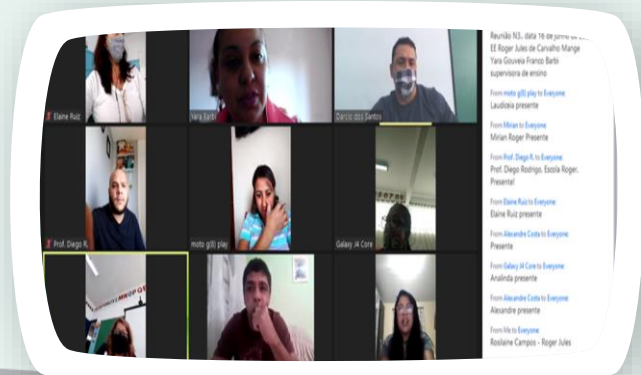 Elaine Ruiz
Yara Barbi
Darcio dos Santos
Prof. Diego R.
moto g(8) play
Galaxy J4 Core
Reunião N3., data 16 de junho de
EE Roger Jules de Carvalho Mange
Yara Gouveia Franco Barbi
supervisora de ensino
From moto g(8) play to Everyone:
Laudiceia presente
From Mirian to Everyone:
Mirian Roger Presente
From Prof. Diego R. to Everyone:
Prof. Diego Rodrigo, Escola Roger.
Presente!
From Elaine Ruiz to Everyone:
Elaine Ruiz presente
From Alexandre Costa to Everyone:
Presente
From Galaxy J4 Core to Everyone:
Analinda presente
From Alexandre Costa to Everyone:
Alexandre presente
From Me to Everyone:
Roslaine Campos - Roger Jules